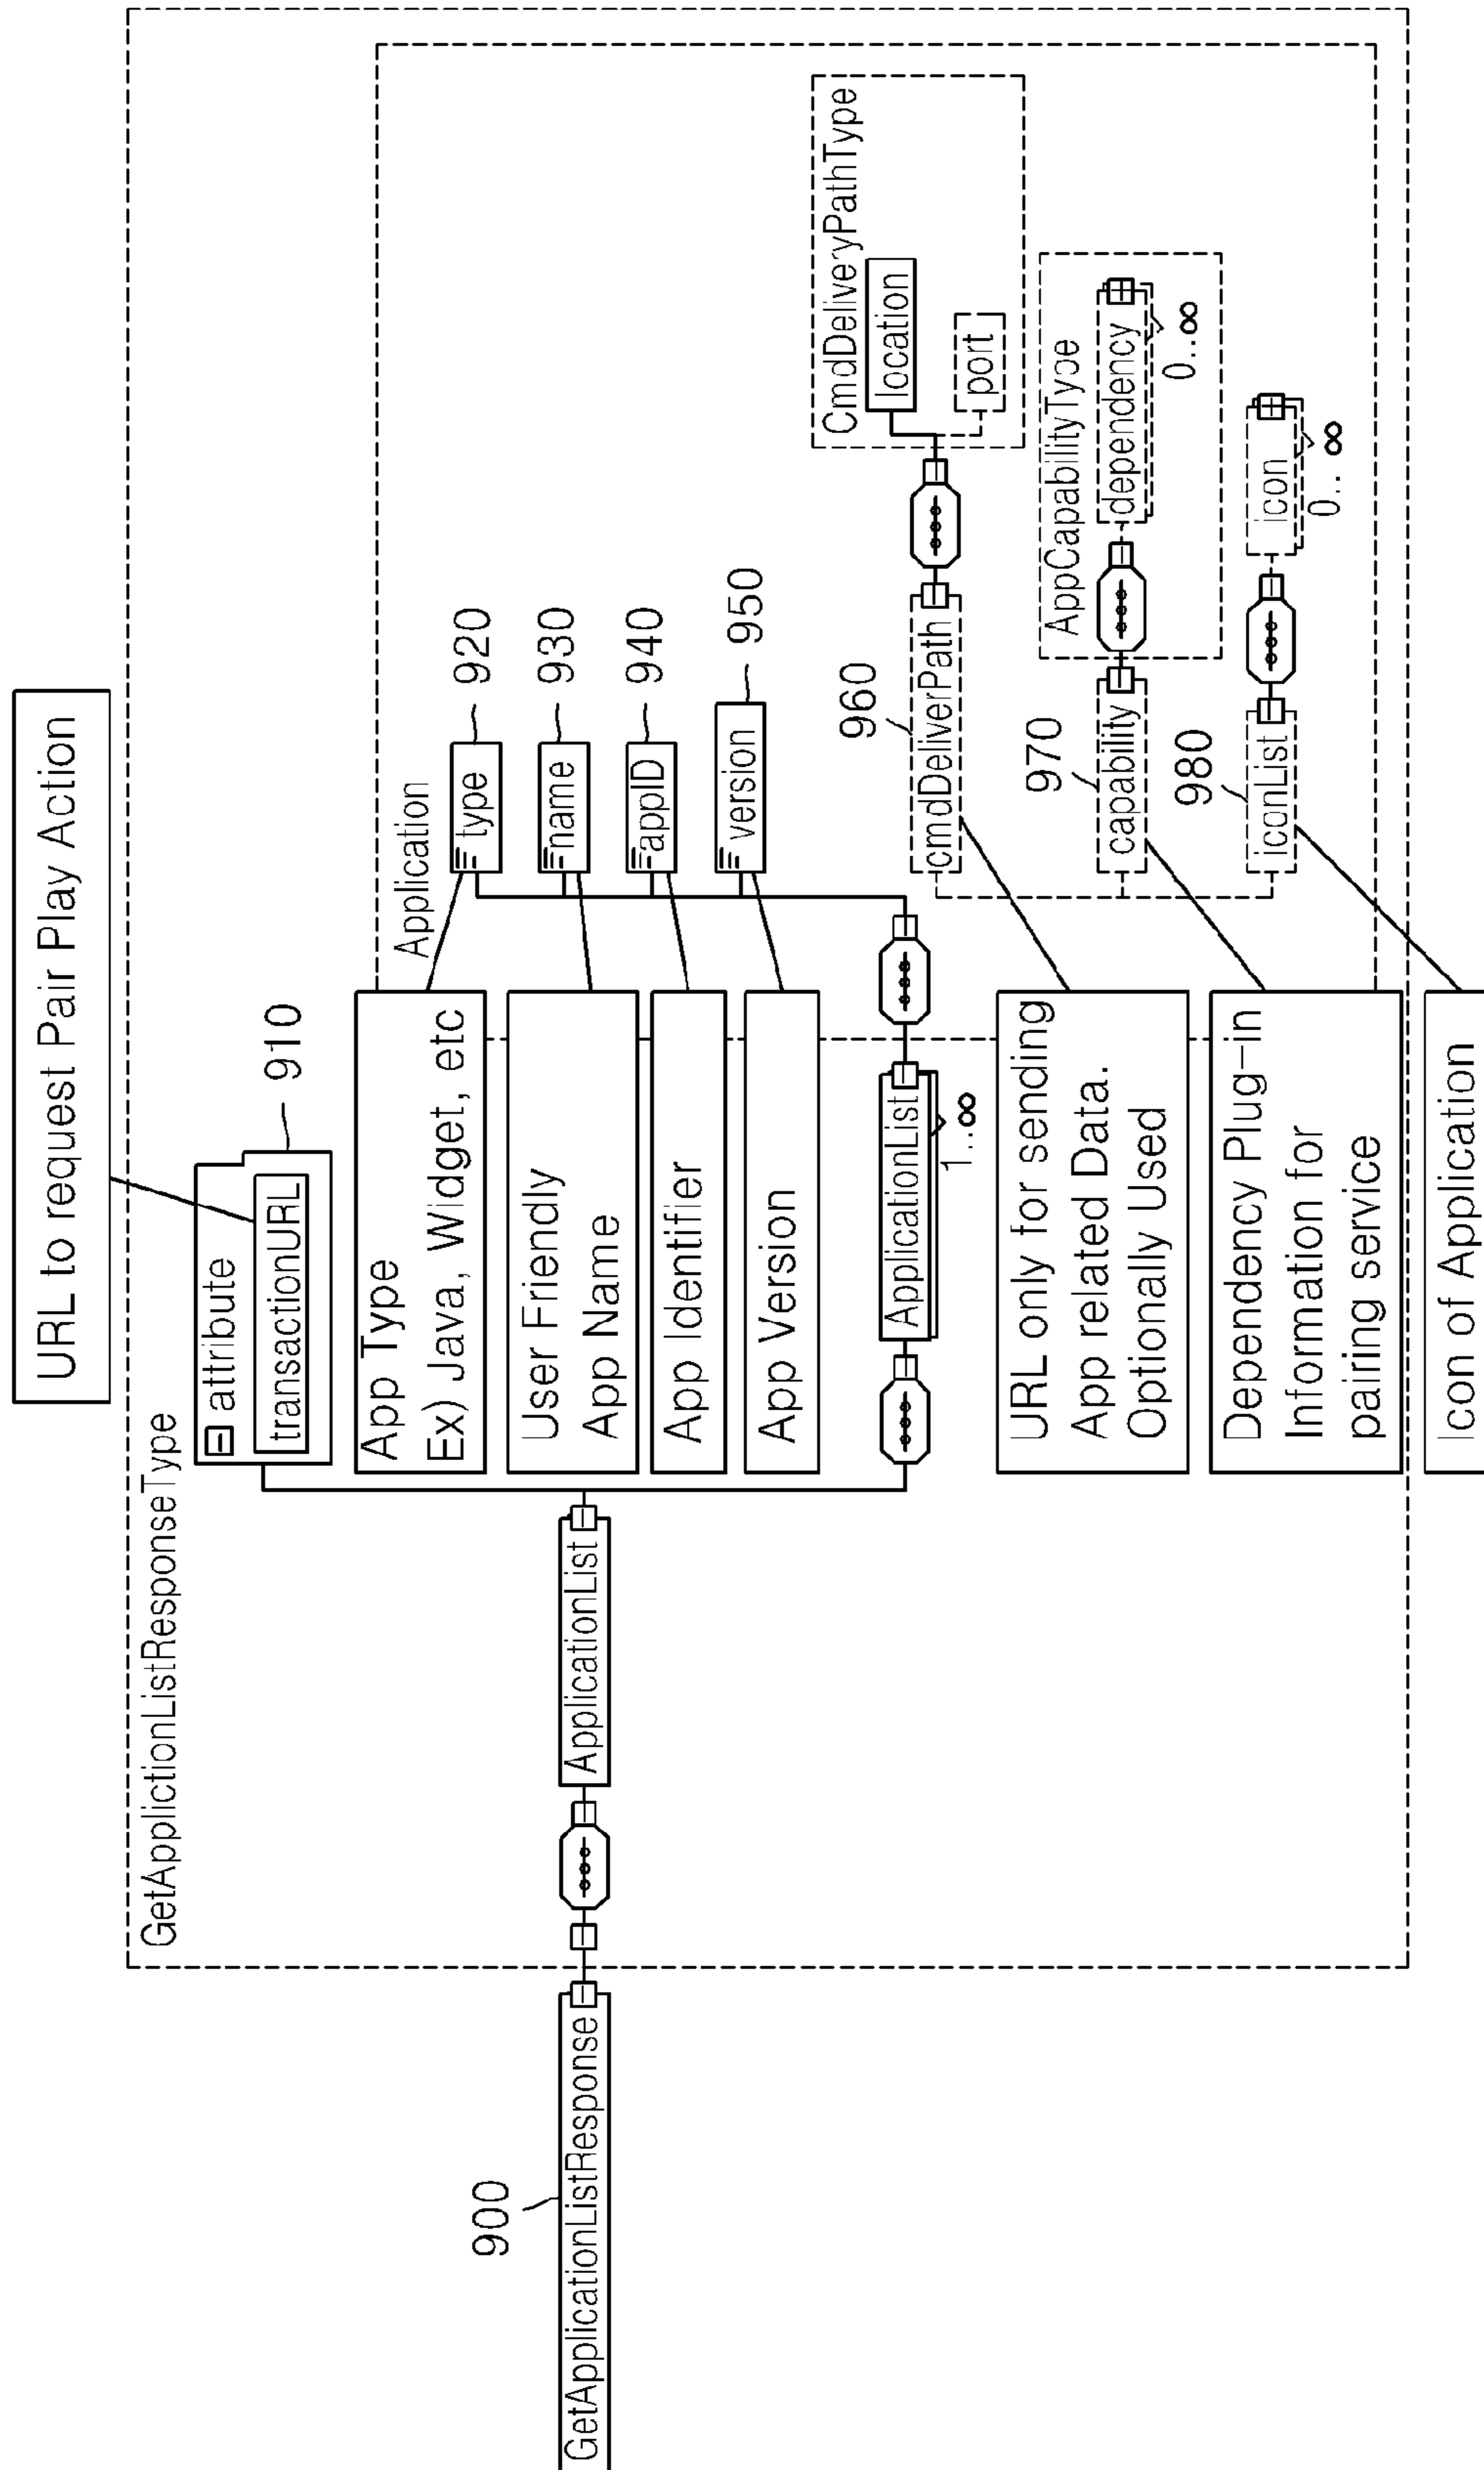 URL to request Pair Play Action
GetApplictionListResponseType
attribute
transactionURL
910
App Type
Ex) Java, Widget, etc
Application
type
920
User Friendly
App Name
name
930
900
GetApplicationListResponse
ApplicationList
App Identifier
appID
940
App Version
version
950
ApplicationList
1..∞
960
cmdDeliverPath
CmdDeliveryPathType
location
port
URL only for sending
App related Data.
Optionally Used
970
capability
AppCapabilityType
dependency
0..∞
Dependency Plug-in
Information for
pairing service
980
iconList
icon
0..∞
Icon of Application